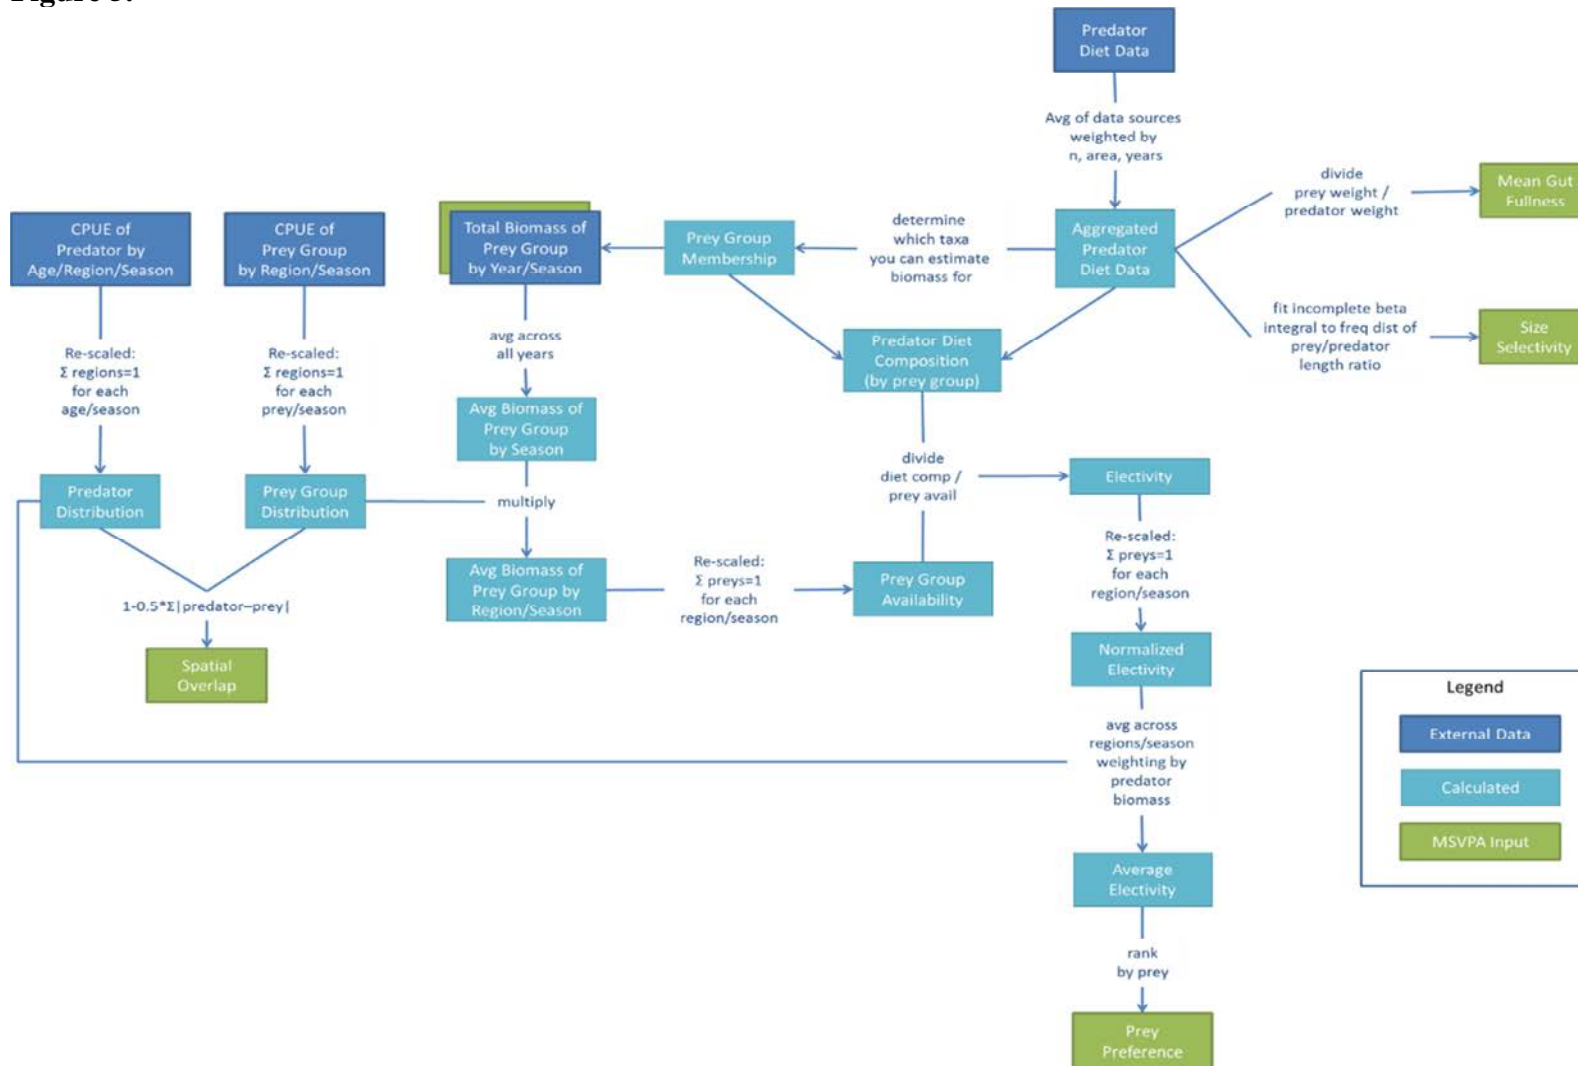 Predator
Diet Data
Avg of data sources
weighted by
n, area, years
divide
prey weight /
predator weight
Mean Gut
Fullness
CPUE of
Predator by
Age/Region/Season
CPUE of
Prey Group
by Region/Season
Total Biomass of
Prey Group
by Year/Season
Prey Group
Membership
determine
which taxa
you can estimate
biomass for
Aggregated
Predator
Diet Data
fit incomplete beta
integral to freq dist of
prey/predator
length ratio
Size
Selectivity
Re-scaled:
Σ regions=1
for each
age/season
Re-scaled:
Σ regions=1
for each
prey/season
avg across
all years
Predator Diet
Composition
(by prey group)
Avg Biomass of
Prey Group
by Season
divide
diet comp /
prey avail
Electivity
Predator
Distribution
Prey Group
Distribution
multiply
Re-scaled:
Σ preys=1
for each
region/season
Avg Biomass of
Prey Group by
Region/Season
Re-scaled:
Σ preys=1
for each
region/season
Prey Group
Availability
1-0.5*Σ|predator–prey|
Spatial
Overlap
Normalized
Electivity
avg across
regions/season
weighting by
predator
biomass
Average
Electivity
rank
by prey
Prey
Preference
Legend
External Data
Calculated
MSVPA Input